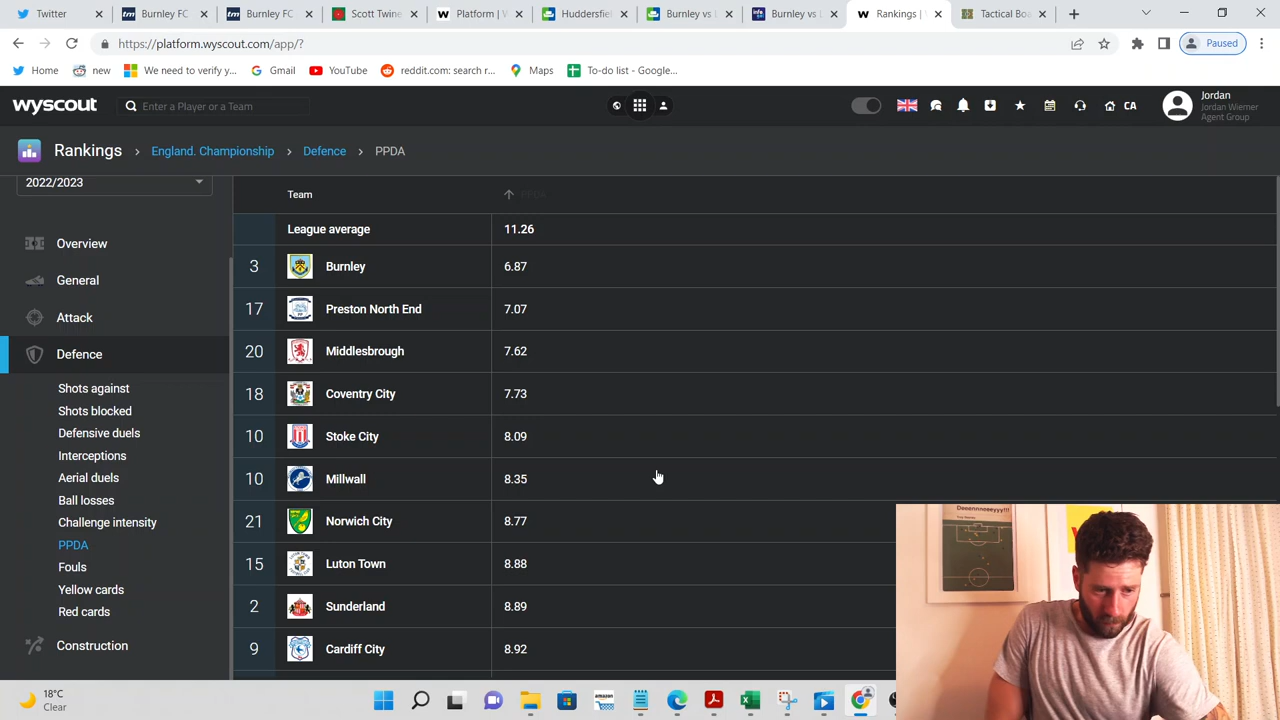 Twitter
Burnley FC
Burnley FC
Scott Twine
Platform | W
Huddersfiel
Burnley vs
Burnley vs
Rankings | W
Tactical Boa
https://platform.wyscout.com/app/?
Paused
Home
new
We need to verify y...
Gmail
YouTube
reddit.com: search r...
Maps
To-do list - Google...
wyscout
Enter a Player or a Team
CA
Jordan
Jordan Wiemer
Agent Group
Rankings > England. Championship > Defence > PPDA
2022/2023
Team PPDA
League average 11.26
Overview
General
Attack
Defence
Shots against
Shots blocked
Defensive duels
Interceptions
Aerial duels
Ball losses
Challenge intensity
PPDA
Fouls
Yellow cards
Red cards
Construction
3 Burnley 6.87
17 Preston North End 7.07
20 Middlesbrough 7.62
18 Coventry City 7.73
10 Stoke City 8.09
10 Millwall 8.35
21 Norwich City 8.77
15 Luton Town 8.88
2 Sunderland 8.89
9 Cardiff City 8.92
18°C
Clear